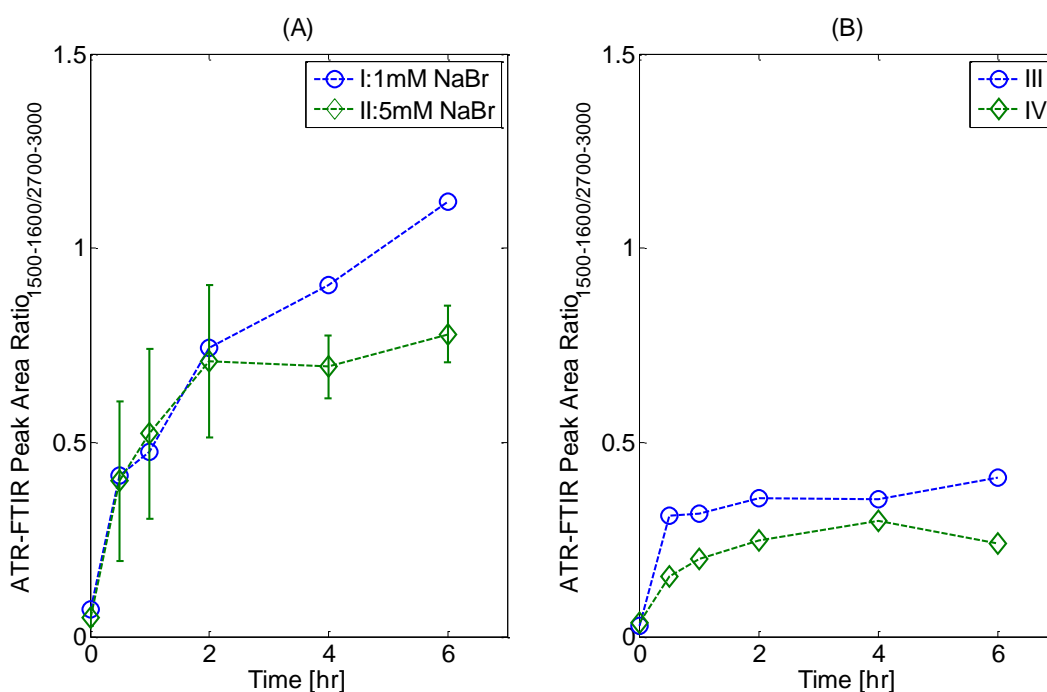 (A)
1.5
1
0.5
0
0 2 4 6
Time [hr]
ATR-FTIR Peak Area Ratio1500-1600/2700-3000
I:1mM NaBr
II:5mM NaBr
(B)
1.5
1
0.5
0
0 2 4 6
Time [hr]
ATR-FTIR Peak Area Ratio1500-1600/2700-3000
III
IV